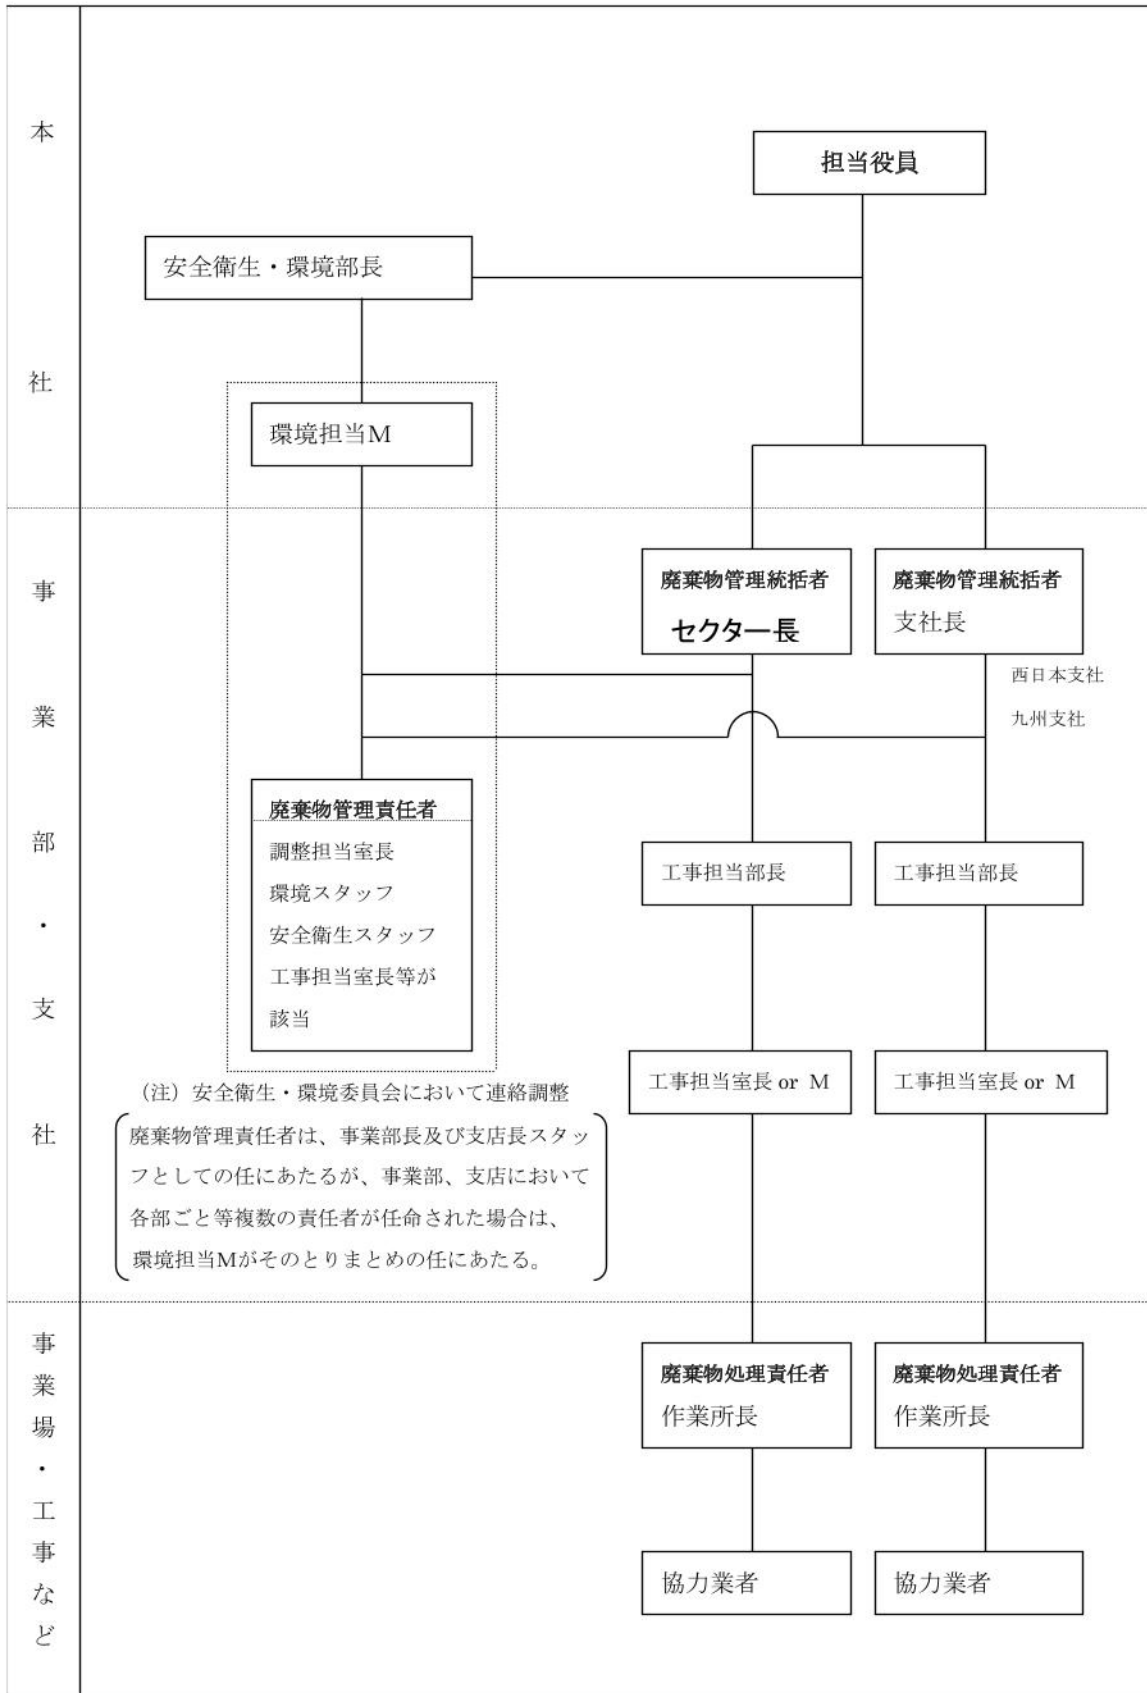 本社
担当役員
安全衛生・環境部長
環境担当M
事業部・支社
廃棄物管理統括者
セクター長
廃棄物管理統括者
支社長
西日本支社
九州支社
廃棄物管理責任者
調整担当室長
環境スタッフ
安全衛生スタッフ
工事担当室長等が
該当
工事担当部長
工事担当部長
工事担当室長 or M
工事担当室長 or M
（注）安全衛生・環境委員会において連絡調整
廃棄物管理責任者は、事業部長及び支店長スタッ
フとしての任にあたるが、事業部、支店において
各部ごと等複数の責任者が任命された場合は、
環境担当Mがそのとりまとめの任にあたる。
事業場・工事など
廃棄物処理責任者
作業所長
廃棄物処理責任者
作業所長
協力業者
協力業者